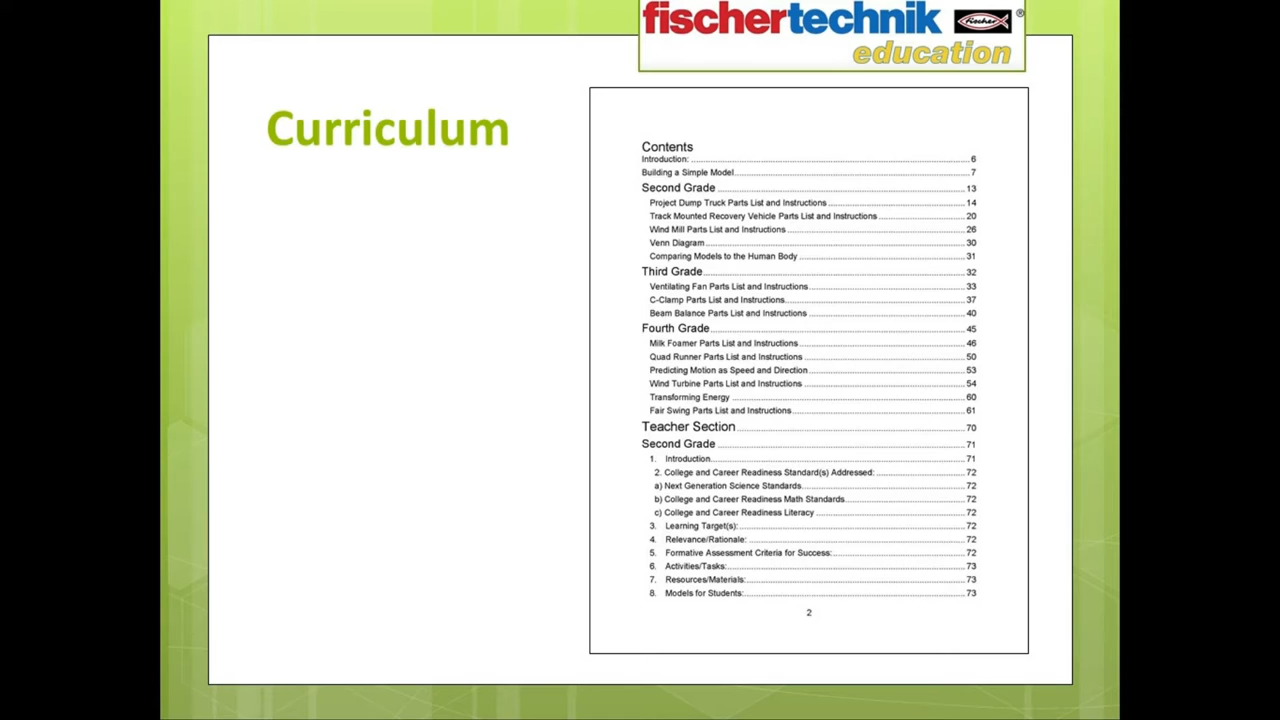 fischertechnik
fischer
®
education
Curriculum
Contents
Introduction: ........ 6
Building a Simple Model ........ 7
Second Grade ........ 13
Project Dump Truck Parts List and Instructions ........ 14
Track Mounted Recovery Vehicle Parts List and Instructions ........ 20
Wind Mill Parts List and Instructions ........ 26
Venn Diagram ........ 30
Comparing Models to the Human Body ........ 31
Third Grade ........ 32
Ventilating Fan Parts List and Instructions ........ 33
C-Clamp Parts List and Instructions ........ 37
Beam Balance Parts List and Instructions ........ 40
Fourth Grade ........ 45
Milk Foamer Parts List and Instructions ........ 46
Quad Runner Parts List and Instructions ........ 50
Predicting Motion as Speed and Direction ........ 53
Wind Turbine Parts List and Instructions ........ 54
Transforming Energy ........ 60
Fair Swing Parts List and Instructions ........ 61
Teacher Section ........ 70
Second Grade ........ 71
1. Introduction ........ 71
2. College and Career Readiness Standard(s) Addressed: ........ 72
a) Next Generation Science Standards ........ 72
b) College and Career Readiness Math Standards ........ 72
c) College and Career Readiness Literacy ........ 72
3. Learning Target(s): ........ 72
4. Relevance/Rationale: ........ 72
5. Formative Assessment Criteria for Success: ........ 72
6. Activities/Tasks: ........ 73
7. Resources/Materials: ........ 73
8. Models for Students: ........ 73
2